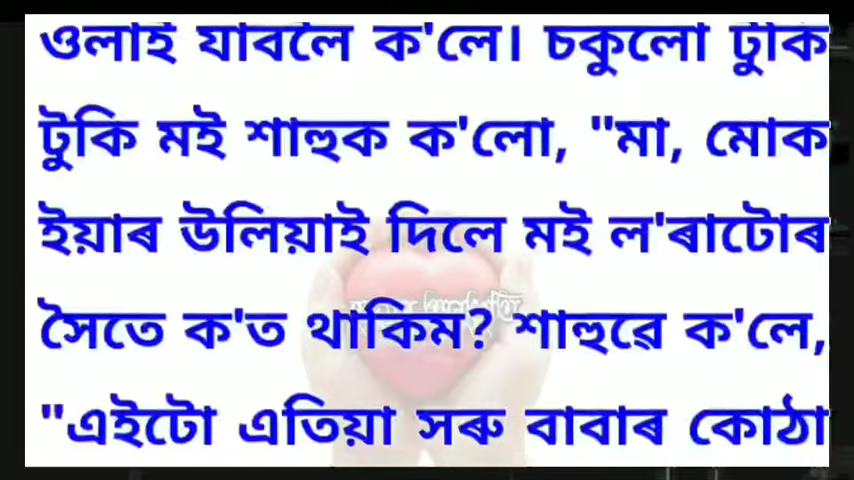 ওলাই যাবলৈ ক'লে। চকুলো টুকি
টুকি মই শাহুক ক'লো, "মা, মোক
ইয়াৰ উলিয়াই দিলে মই ল'ৰাটোৰ
সৈতে ক'ত থাকিম? শাহুৱে ক'লে,
"এইটো এতিয়া সৰু বাবাৰ কোঠা